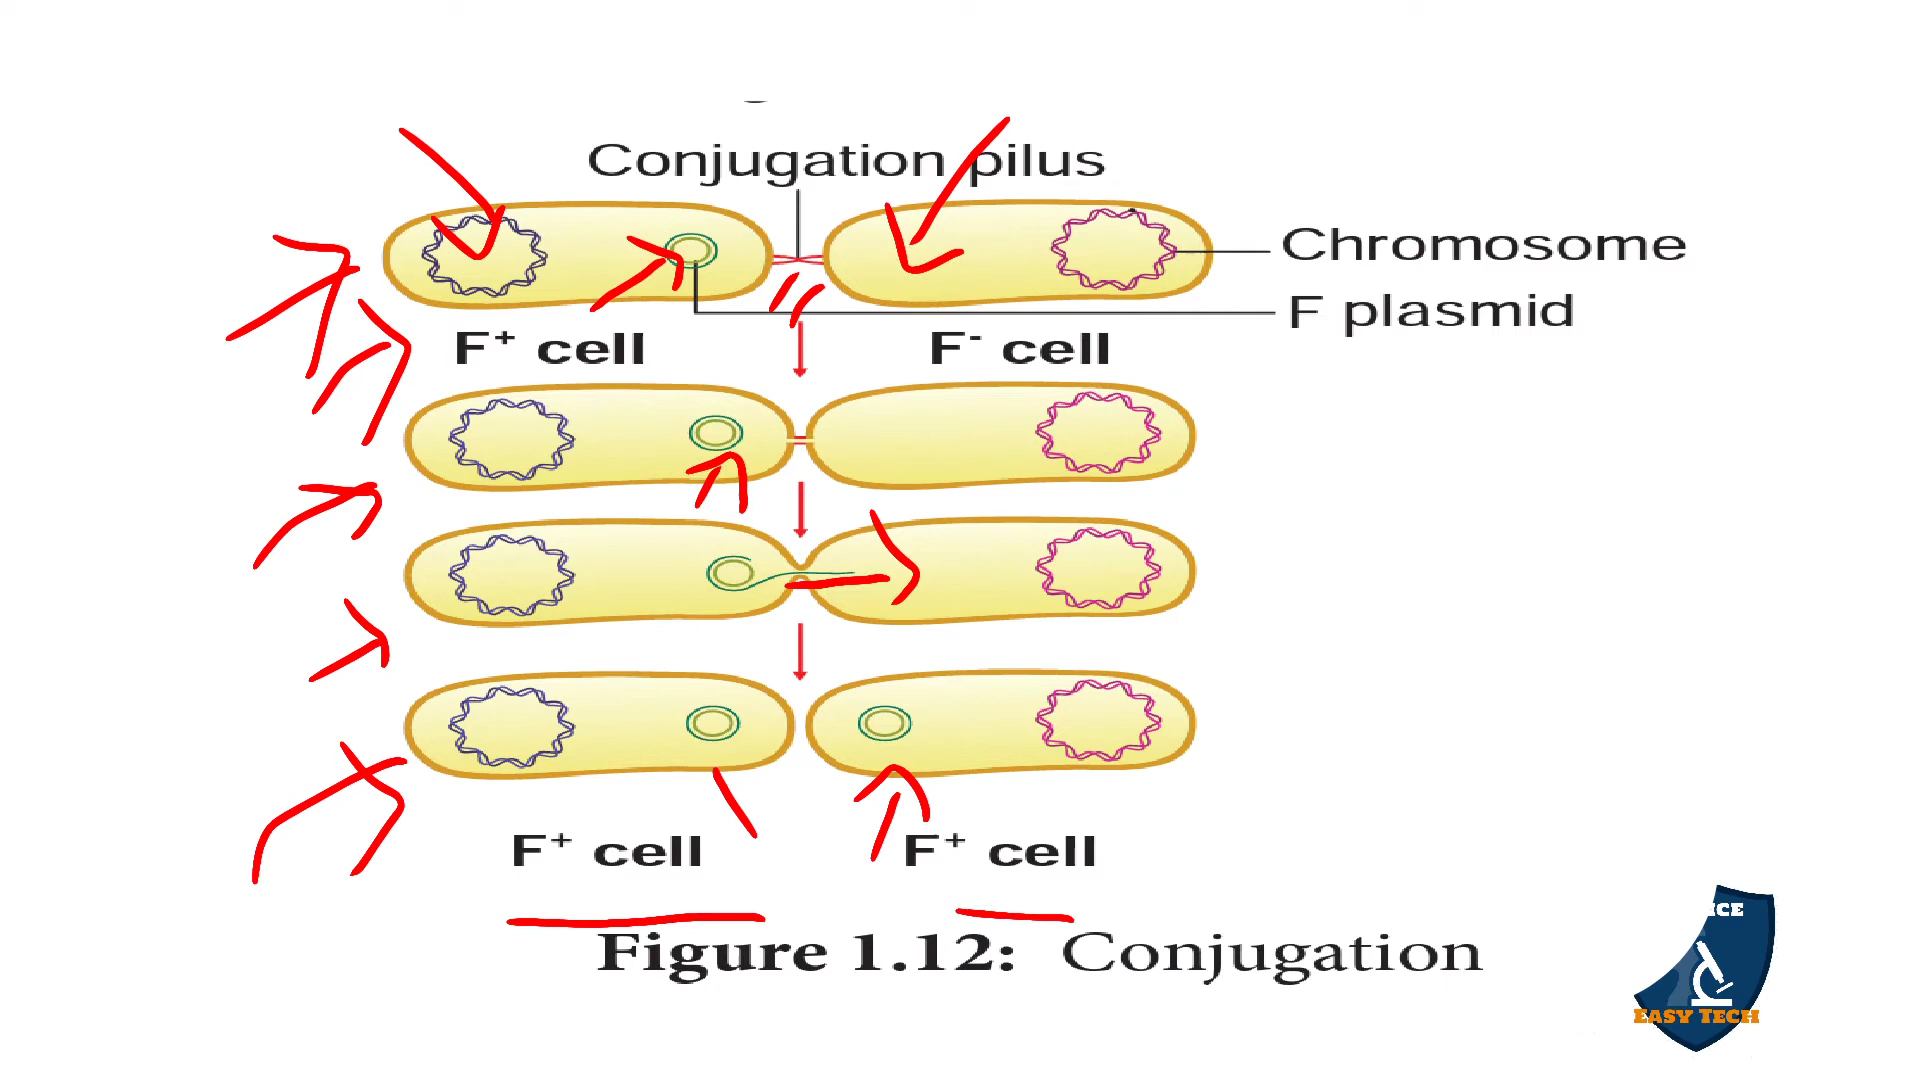 Conjugation pilus
Chromosome
F plasmid
F+ cell
F- cell
F+ cell
F+ cell
Figure 1.12: Conjugation
EASY TECH